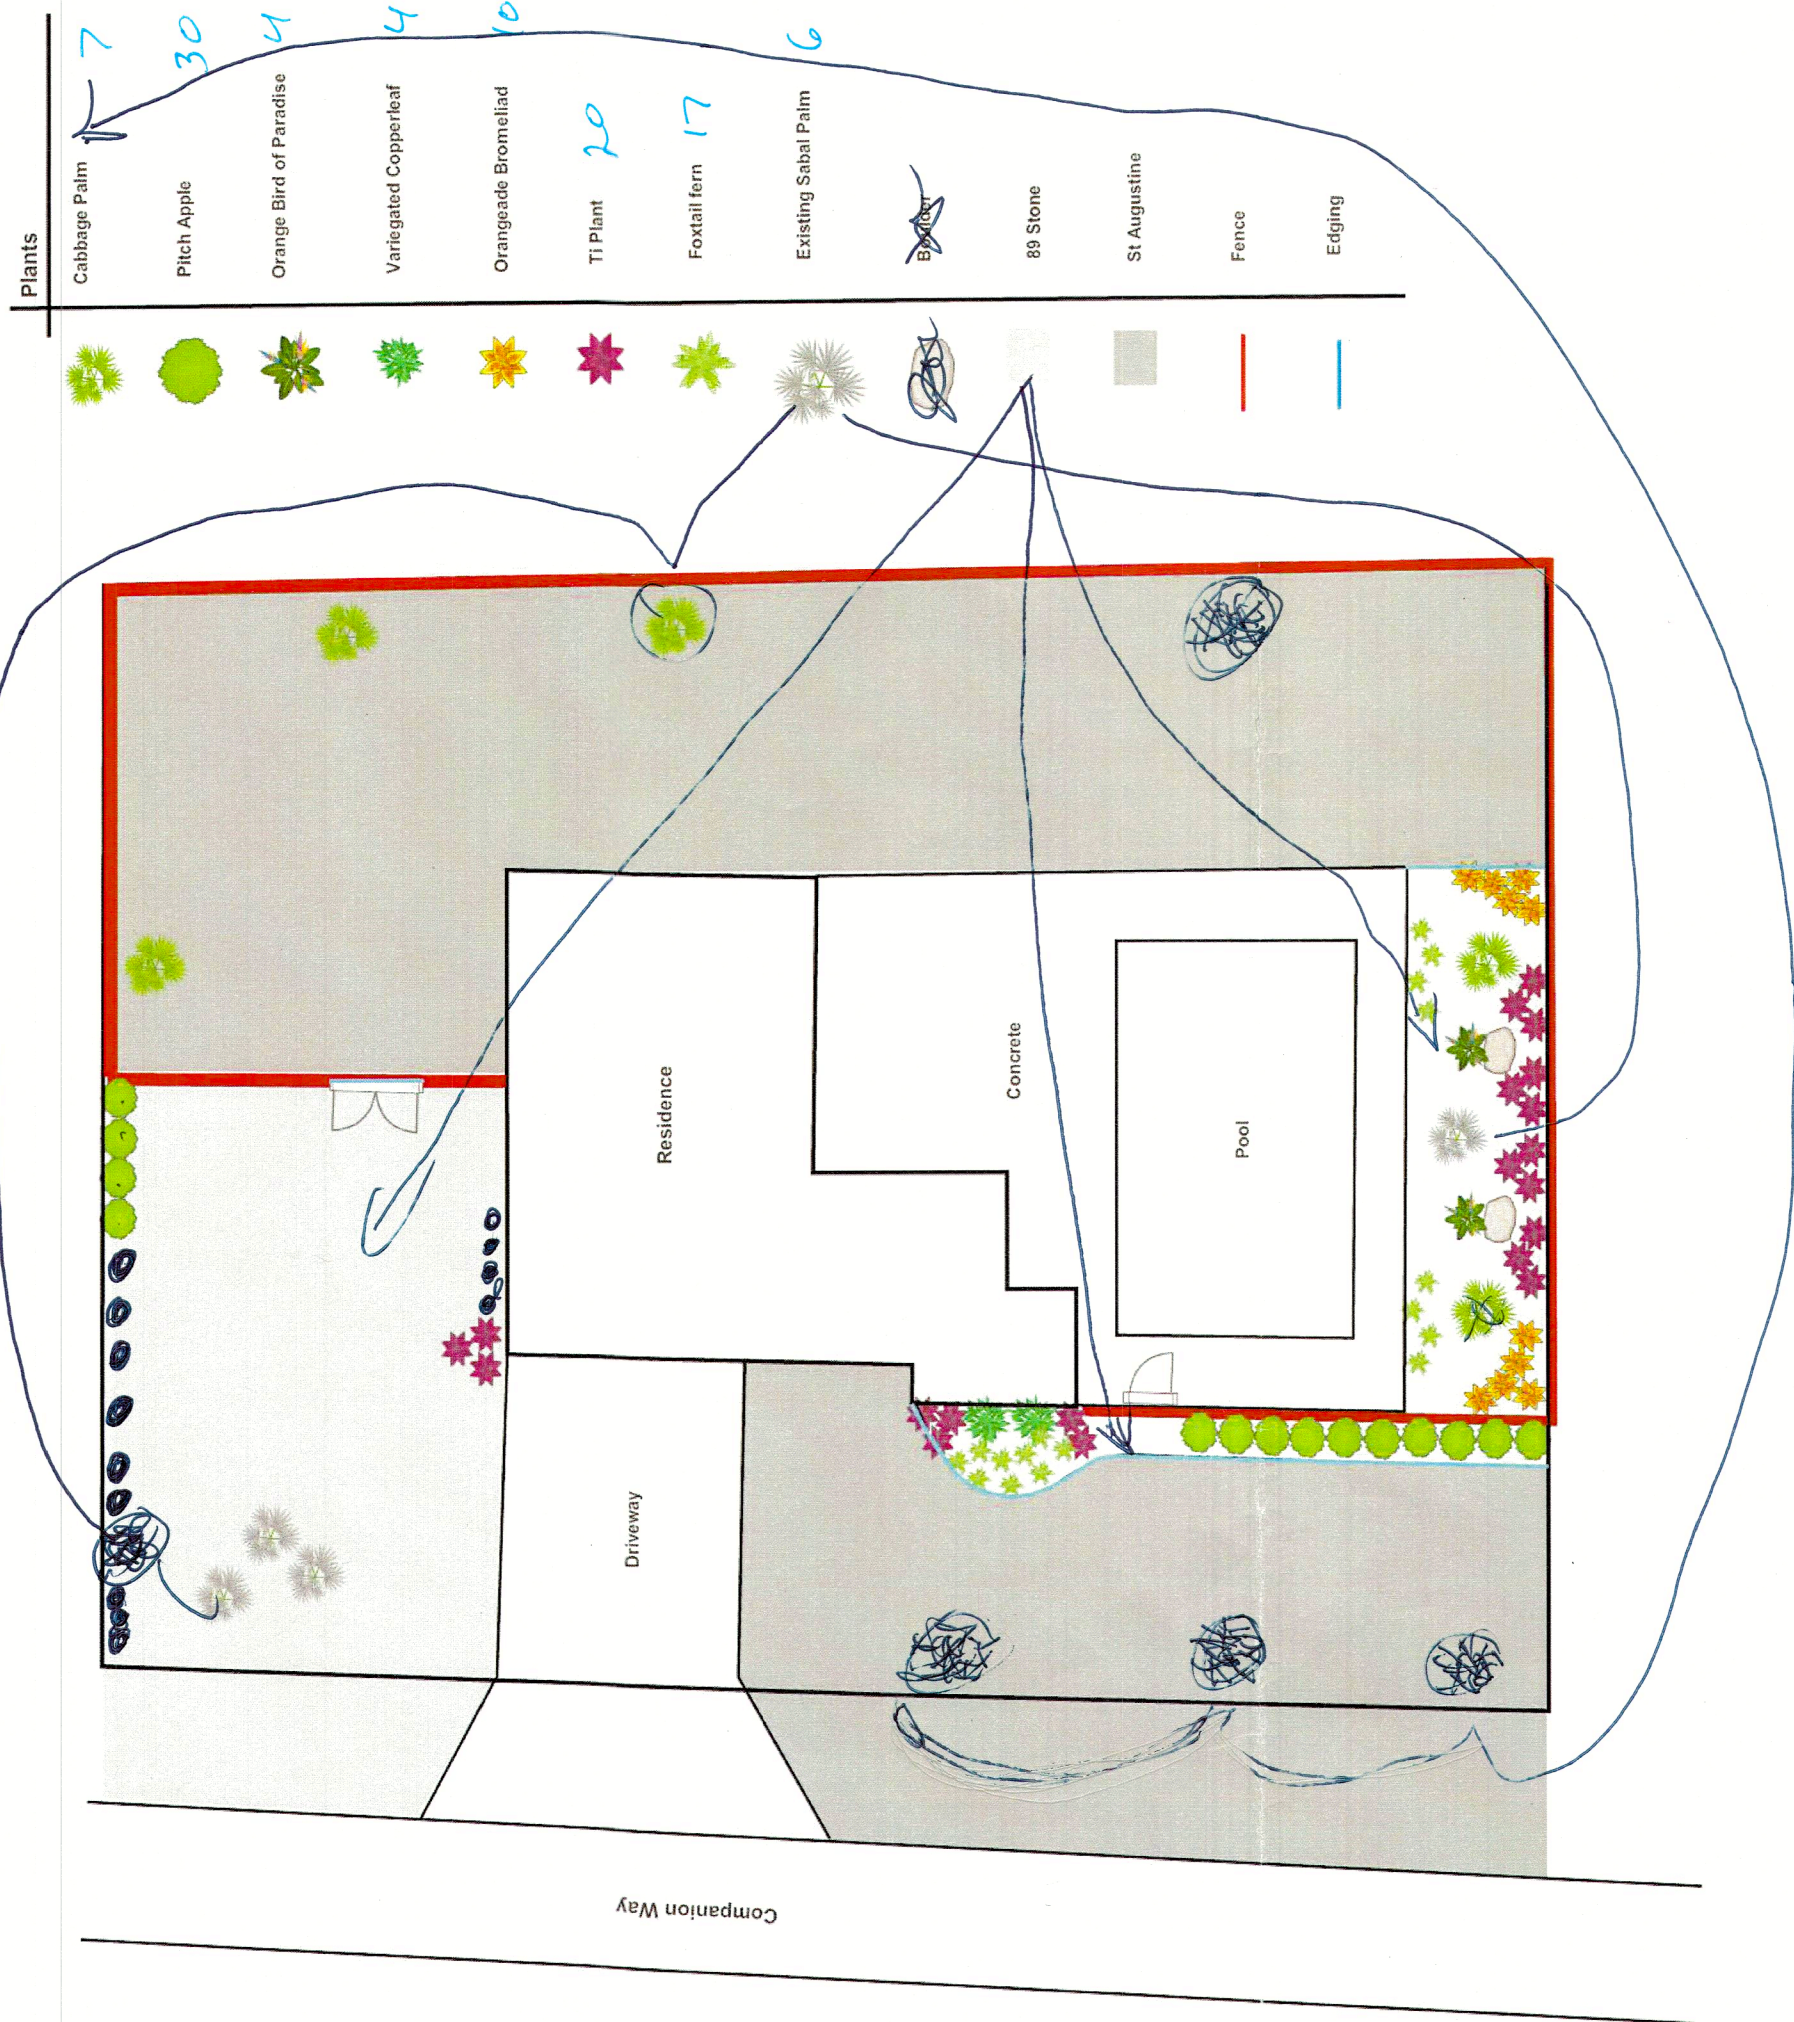 Plants
Cabbage Palm 7
Pitch Apple 30
Orange Bird of Paradise 4
Variegated Copperleaf 4
Orangeade Bromeliad 10
Ti Plant 20
Foxtail fern 17
Existing Sabal Palm 6
Boulder
89 Stone
St Augustine
Fence
Edging
Residence
Concrete
Pool
Driveway
Companion Way